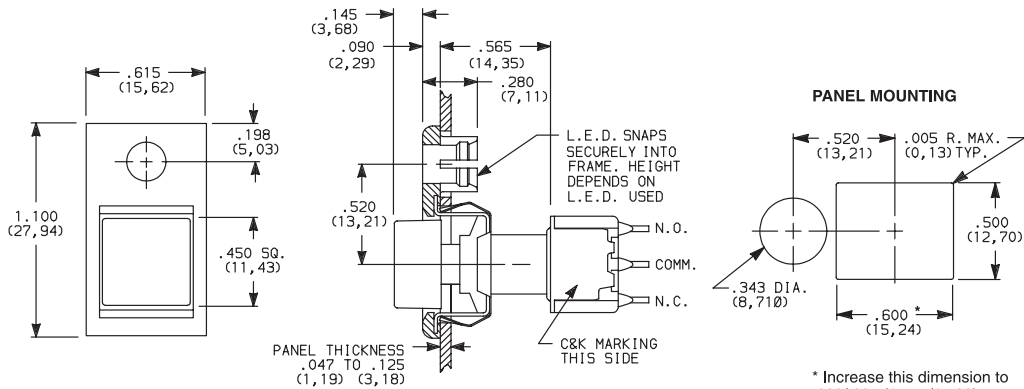 .615
(15,62)
.198
(5,03)
1.100
(27,94)
.450 SQ.
(11,43)
.145
(3,68)
.090
(2,29)
.565
(14,35)
.280
(7,11)
L.E.D. SNAPS
SECURELY INTO
FRAME. HEIGHT
DEPENDS ON
L.E.D. USED
.520
(13,21)
N.O.
COMM.
N.C.
C&K MARKING
THIS SIDE
PANEL THICKNESS
.047 TO .125
(1,19) (3,18)
PANEL MOUNTING
.520
(13,21)
.005 R. MAX.
(0,13) TYP.
.500
(12,70)
.343 DIA.
(8,71Ø)
.600 *
(15,24)
* Increase this dimension to